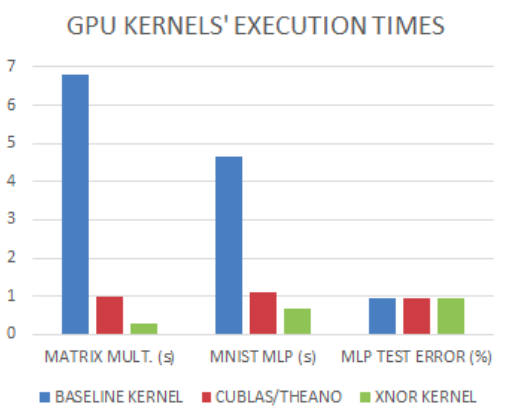 GPU KERNELS' EXECUTION TIMES
7
6
5
4
3
2
1
0
MATRIX MULT. (s) MNIST MLP (s) MLP TEST ERROR (%)
BASELINE KERNEL CUBLAS/THEANO XNOR KERNEL